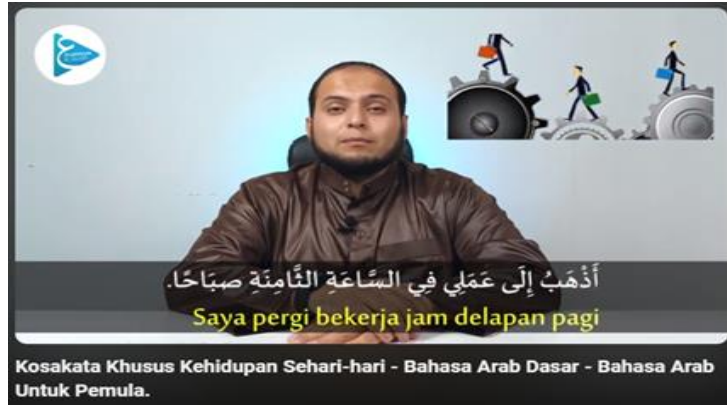 أَذْهَبُ إِلَى عَمَلِي فِي السَّاعَةِ الثَّامِنَةِ صبَاحًا.
Saya pergi bekerja jam delapan pagi
Kosakata Khusus Kehidupan Sehari-hari - Bahasa Arab Dasar - Bahasa Arab
Untuk Pemula.